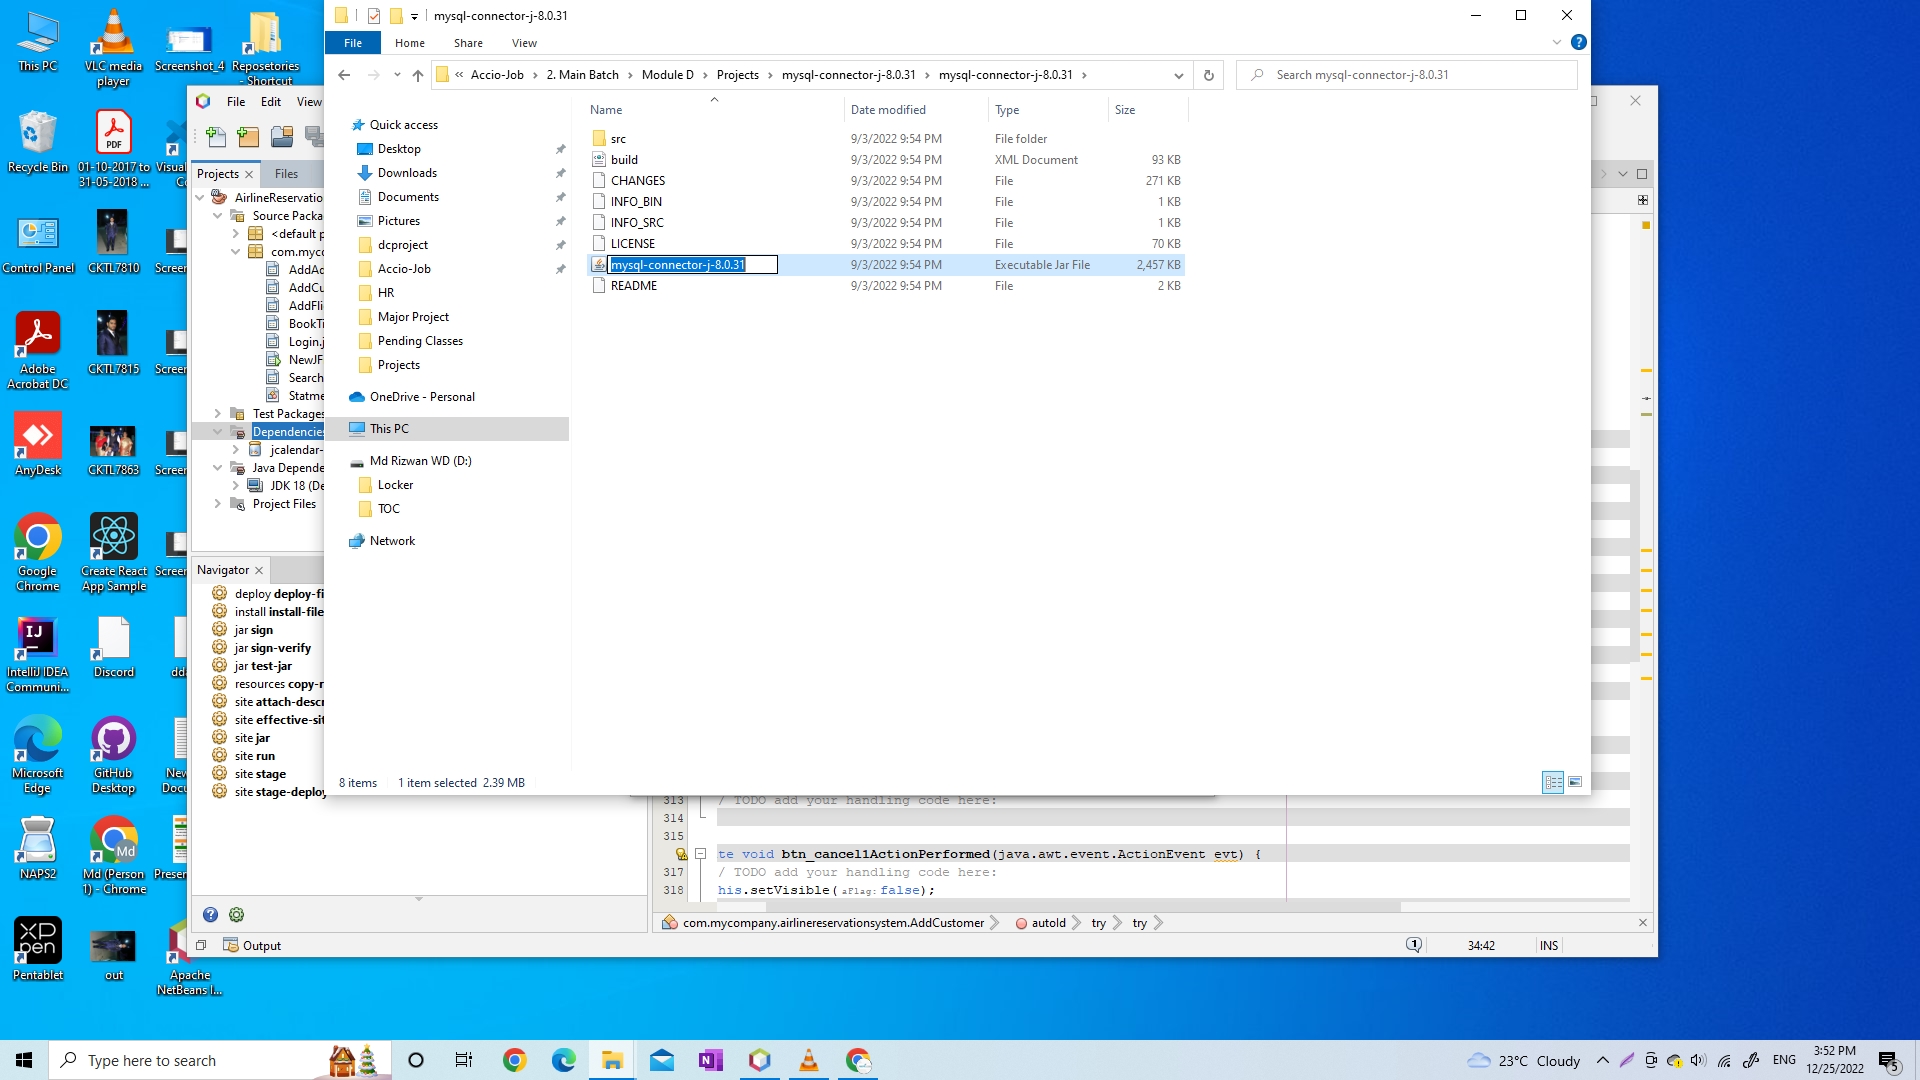 mysql-connector-j-8.0.31
File Home Share View
Accio-Job 2. Main Batch Module D Projects mysql-connector-j-8.0.31 mysql-connector-j-8.0.31
Search mysql-connector-j-8.0.31
Name Date modified Type Size
src 9/3/2022 9:54 PM File folder
build 9/3/2022 9:54 PM XML Document 93 KB
CHANGES 9/3/2022 9:54 PM File 271 KB
INFO_BIN 9/3/2022 9:54 PM File 1 KB
INFO_SRC 9/3/2022 9:54 PM File 1 KB
LICENSE 9/3/2022 9:54 PM File 70 KB
mysql-connector-j-8.0.31 9/3/2022 9:54 PM Executable Jar File 2,457 KB
README 9/3/2022 9:54 PM File 2 KB
Quick access
Desktop
Downloads
Documents
Pictures
dcproject
Accio-Job
HR
Major Project
Pending Classes
Projects
OneDrive - Personal
This PC
Md Rizwan WD (D:)
Locker
TOC
Network
8 items 1 item selected 2.39 MB
This PC
VLC media
player
Screenshot_4
Reposetories
- Shortcut
Recycle Bin
PDF
01-10-2017 to
31-05-2018 ...
Control Panel
CKTL7810
Adobe
Acrobat DC
CKTL7815
AnyDesk
CKTL7863
Google
Chrome
Create React
App Sample
IntelliJ IDEA
Communi...
Discord
Microsoft
Edge
GitHub
Desktop
NAPS2
Md (Person
1) - Chrome
Pentablet
out
Apache
NetBeans I...
File Edit View
Projects Files
AirlineReservatio
Source Packa
<default p
com.myco
AddAd
AddCu
AddFli
BookTi
Login.j
NewJF
Search
Statme
Test Packages
Dependencies
jcalendar-
Java Depende
JDK 18 (De
Project Files
Navigator
deploy deploy-fi
install install-file
jar sign
jar sign-verify
jar test-jar
resources copy-r
site attach-descr
site effective-sit
site jar
site run
site stage
site stage-deploy
Output
313 / TODO add your handling code here:
314
315
te void btn_cancel1ActionPerformed(java.awt.event.ActionEvent evt) {
317 / TODO add your handling code here:
318 his.setVisible( aFlag: false);
com.mycompany.airlinereservationsystem.AddCustomer autoId try try
1 34:42 INS
Type here to search
23°C Cloudy
ENG
3:52 PM
12/25/2022
5